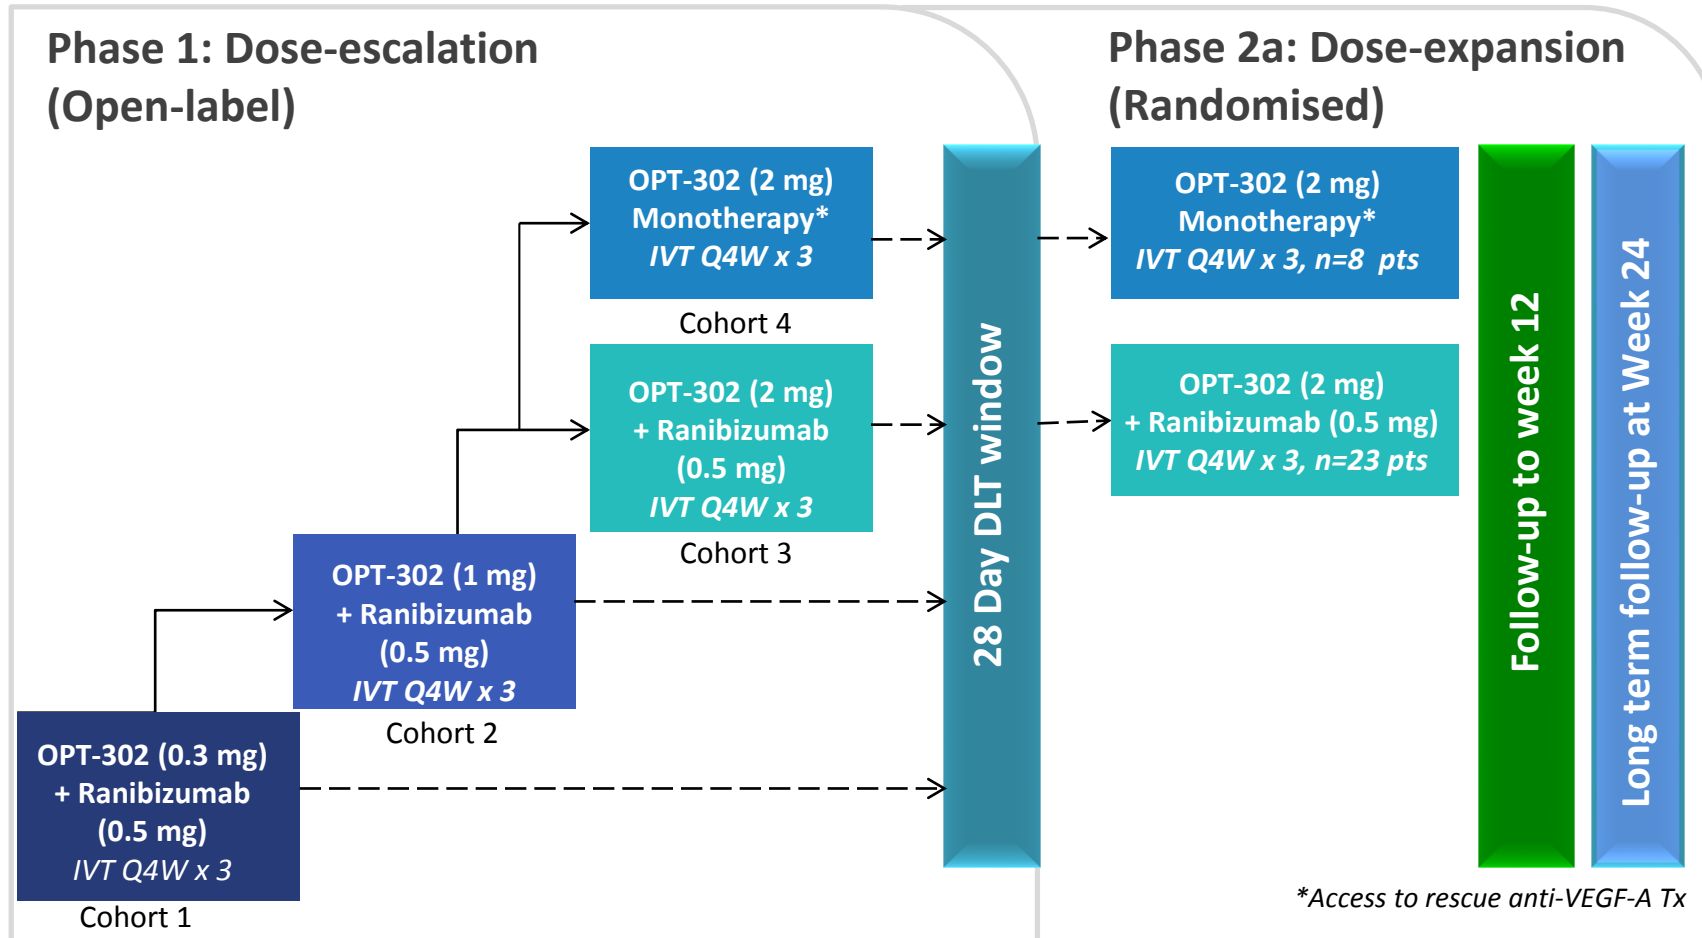 Phase 1: Dose-escalation
(Open-label)
Phase 2a: Dose-expansion
(Randomised)
OPT-302 (2 mg)
Monotherapy*
IVT Q4W x 3
Cohort 4
OPT-302 (2 mg)
+ Ranibizumab
(0.5 mg)
IVT Q4W x 3
Cohort 3
OPT-302 (1 mg)
+ Ranibizumab
(0.5 mg)
IVT Q4W x 3
Cohort 2
OPT-302 (0.3 mg)
+ Ranibizumab
(0.5 mg)
IVT Q4W x 3
Cohort 1
28 Day DLT window
OPT-302 (2 mg)
Monotherapy*
IVT Q4W x 3, n=8 pts
OPT-302 (2 mg)
+ Ranibizumab (0.5 mg)
IVT Q4W x 3, n=23 pts
Follow-up to week 12
Long term follow-up at Week 24
*Access to rescue anti-VEGF-A Tx